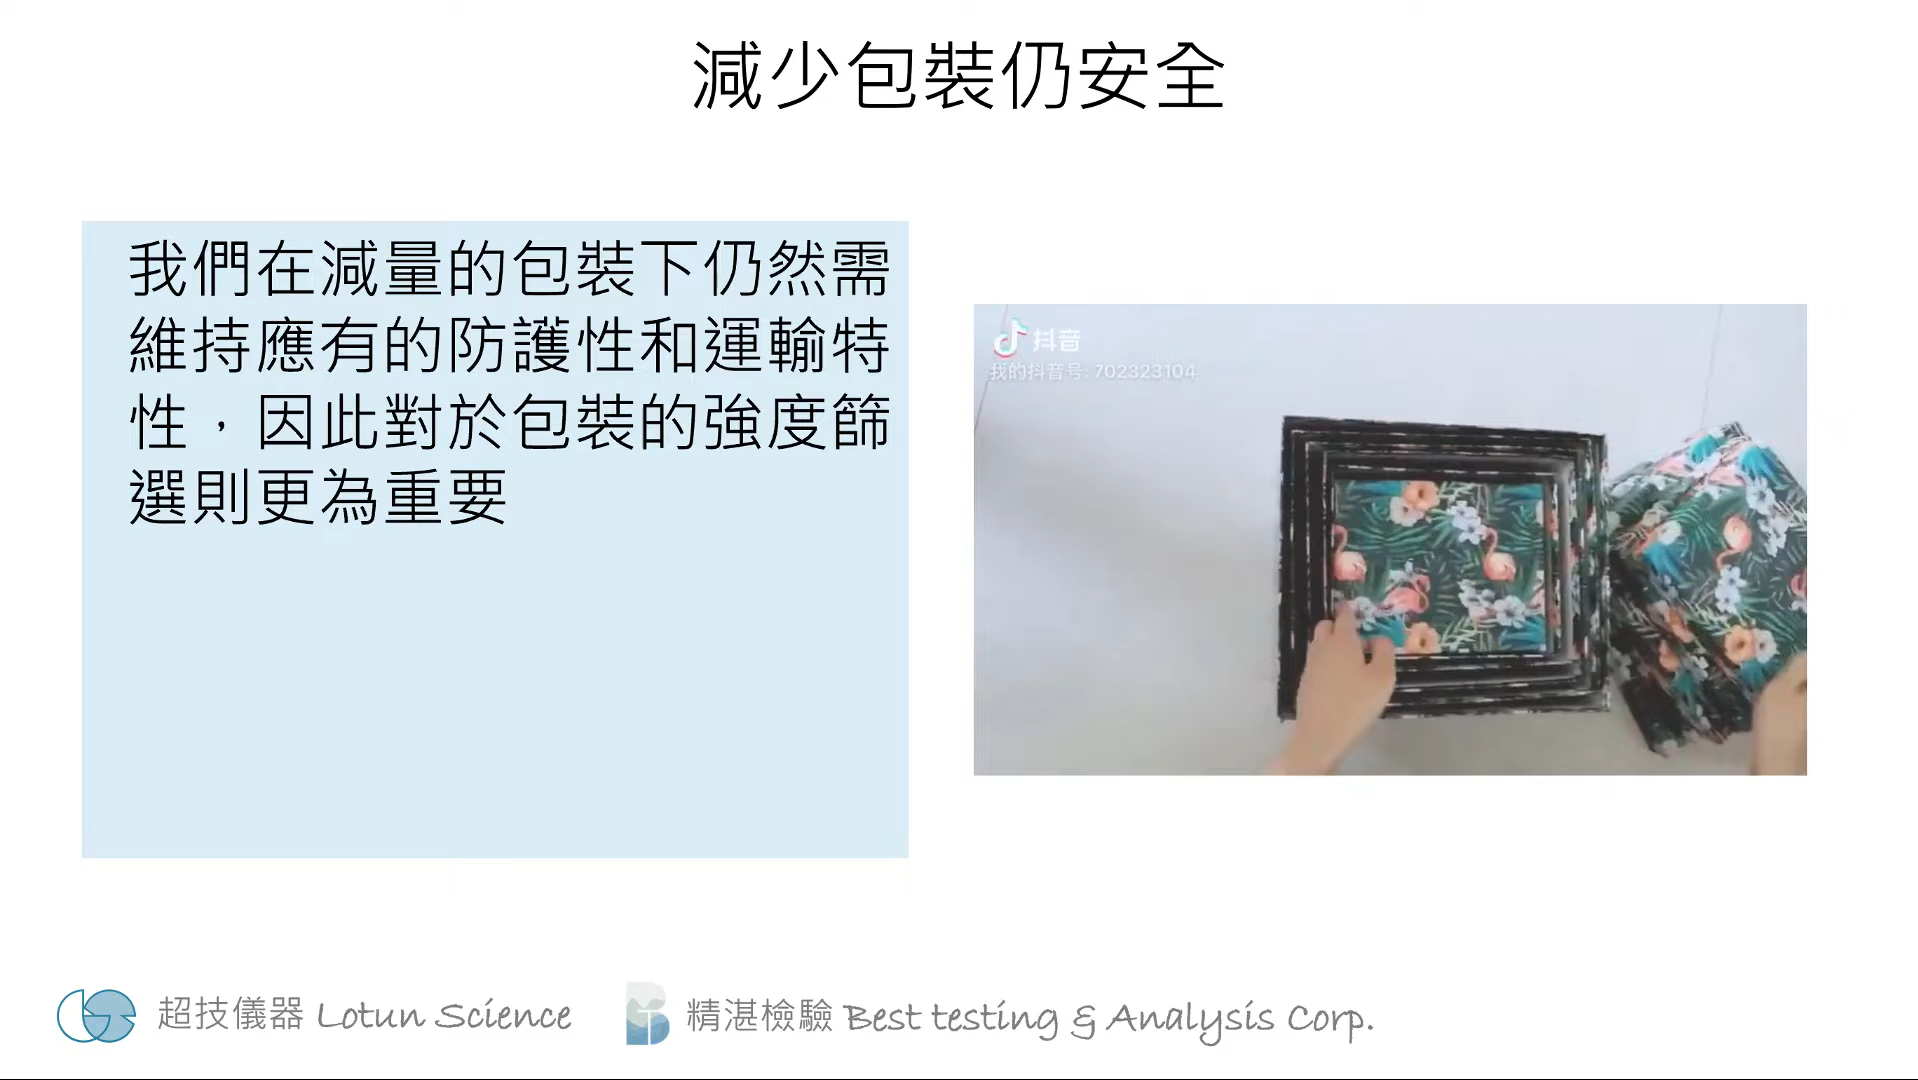 減少包裝仍安全
我們在減量的包裝下仍然需
維持應有的防護性和運輸特
性，因此對於包裝的強度篩
選則更為重要
抖音
我的抖音号: 702323104
超技儀器 Lotun Science
精湛檢驗 Best testing & Analysis Corp.